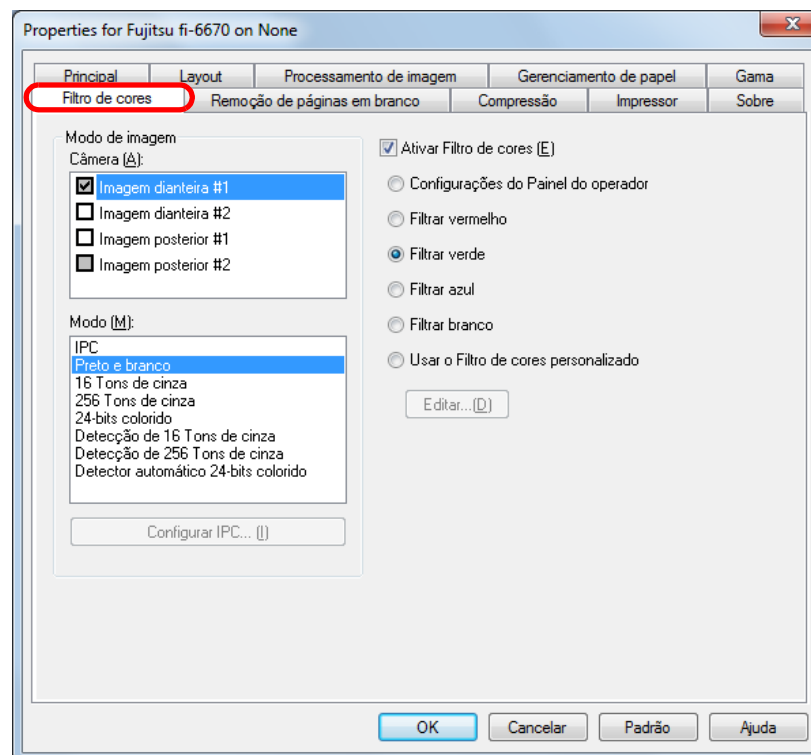 Properties for Fujitsu fi-6670 on None
Principal
Layout
Processamento de imagem
Gerenciamento de papel
Gama
Filtro de cores
Remoção de páginas em branco
Compressão
Impressor
Sobre
Modo de imagem
Câmera (A):
Imagem dianteira #1
Imagem dianteira #2
Imagem posterior #1
Imagem posterior #2
Modo (M):
IPC
Preto e branco
16 Tons de cinza
256 Tons de cinza
24-bits colorido
Detecção de 16 Tons de cinza
Detecção de 256 Tons de cinza
Detector automático 24-bits colorido
Configurar IPC... (I)
Ativar Filtro de cores (E)
Configurações do Painel do operador
Filtrar vermelho
Filtrar verde
Filtrar azul
Filtrar branco
Usar o Filtro de cores personalizado
Editar...(D)
OK
Cancelar
Padrão
Ajuda